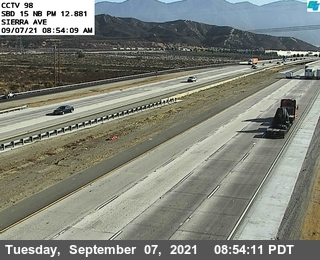 CCTV 98
SBD 15 NB PM 12.881
SIERRA AVE
09/07/21 08:54:09 AM
Tuesday, September 07, 2021 08:54:11 PDT